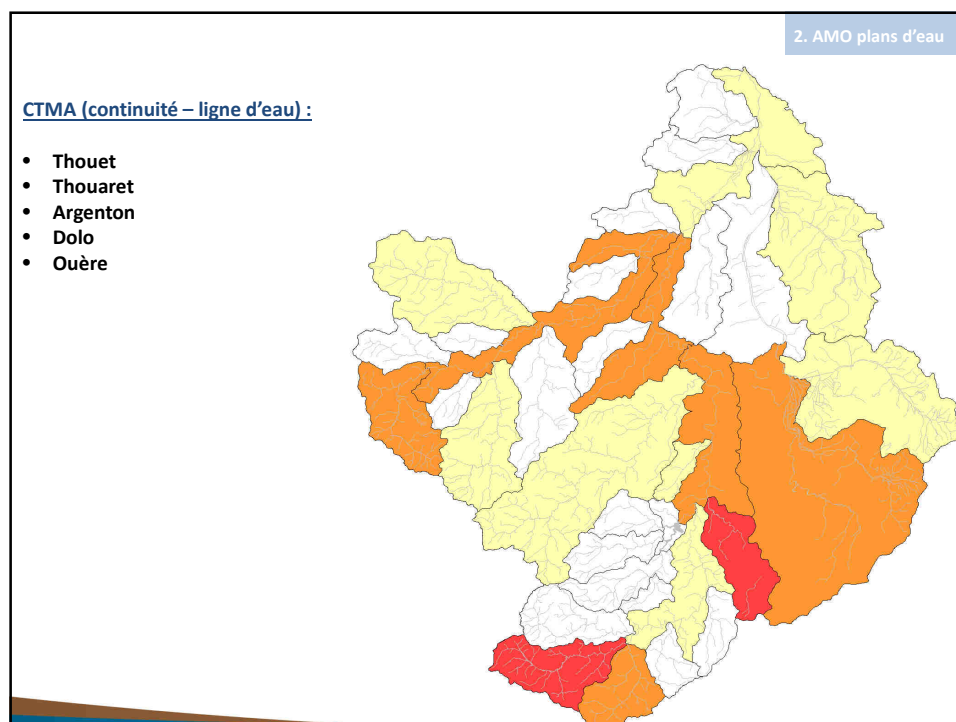 2. AMO plans d'eau
CTMA (continuité – ligne d'eau) :
• Thouet
• Thouaret
• Argenton
• Dolo
• Ouère